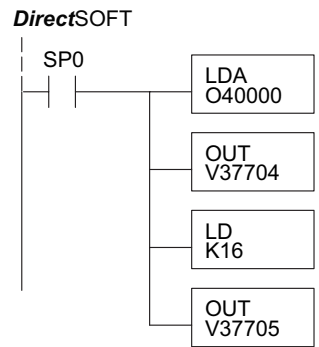 DirectSOFT
SP0
LDA
O40000
OUT
V37704
LD
K16
OUT
V37705